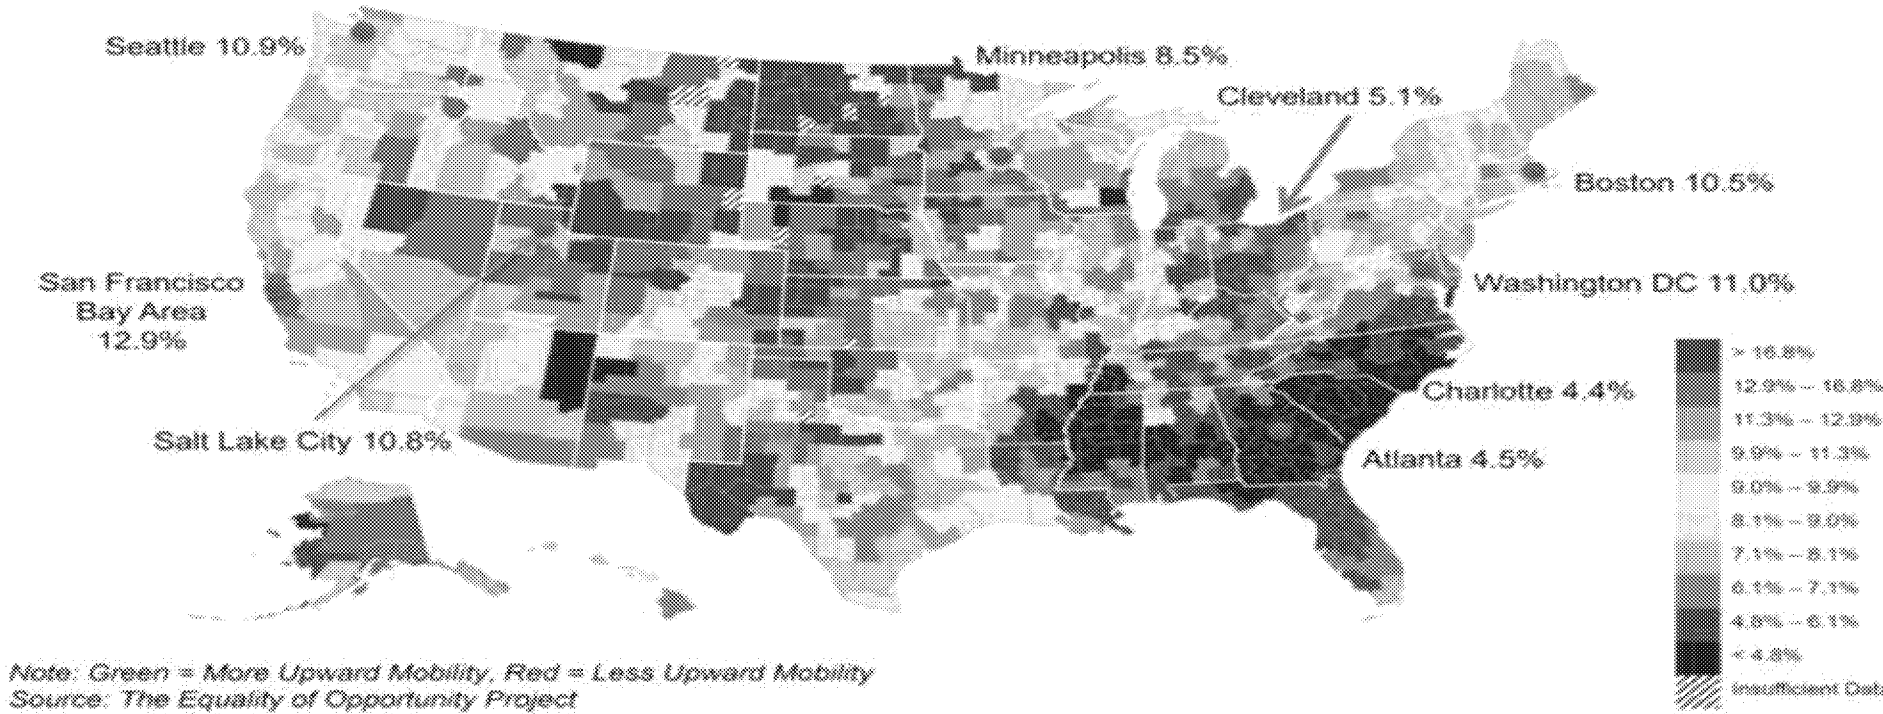 Seattle 10.9%
Minneapolis 8.5%
Cleveland 5.1%
Boston 10.5%
San Francisco
Bay Area
12.9%
Washington DC 11.0%
Charlotte 4.4%
Salt Lake City 10.8%
Atlanta 4.5%
> 16.8%
12.9% – 16.8%
11.3% – 12.9%
9.9% – 11.3%
9.0% – 9.9%
8.1% – 9.0%
7.1% – 8.1%
6.1% – 7.1%
4.8% – 6.1%
< 4.8%
Insufficient Data
Note: Green = More Upward Mobility, Red = Less Upward Mobility
Source: The Equality of Opportunity Project